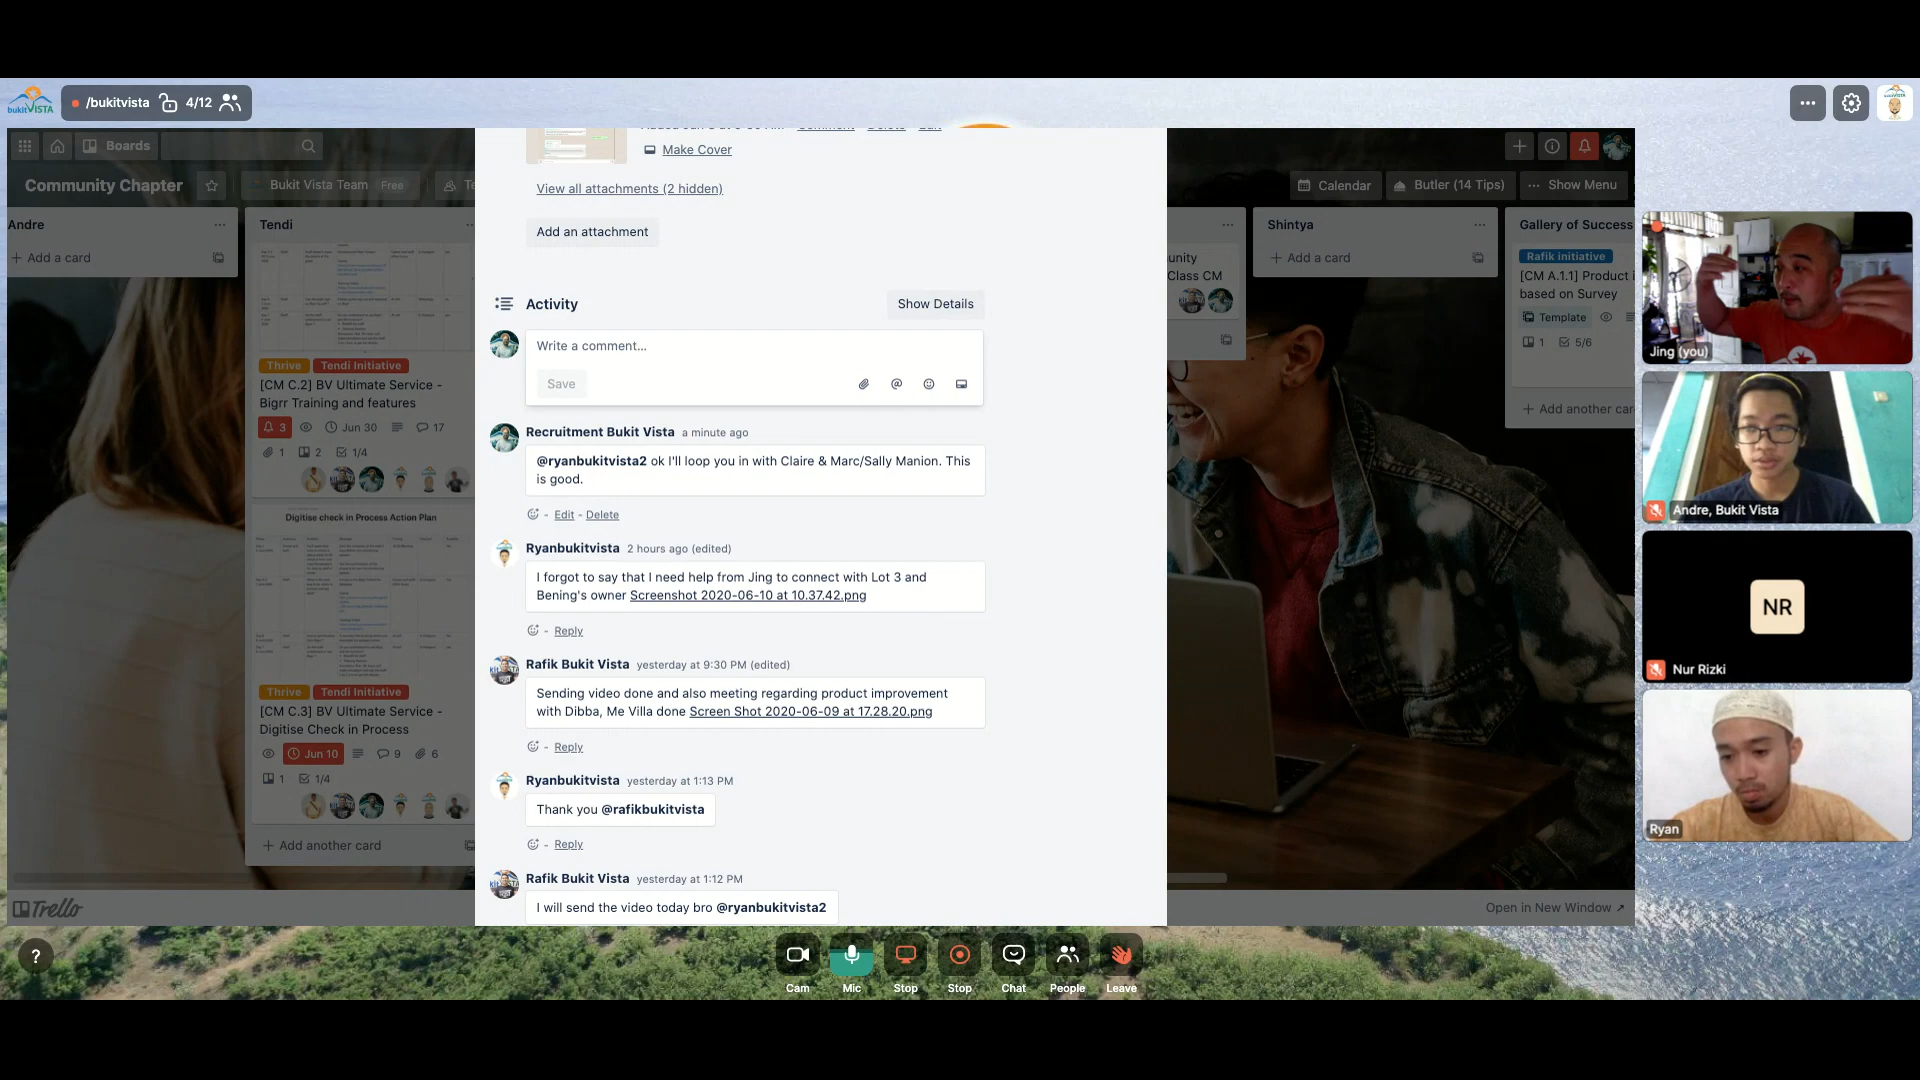 bukitVISTA
/bukitvista 4/12
Boards
Make Cover
Community Chapter
Bukit Vista Team Free
Calendar
Butler (14 Tips)
Show Menu
View all attachments (2 hidden)
Add an attachment
Andre
+ Add a card
Tendi
Thrive Tendi Initiative
[CM C.2] BV Ultimate Service -
Bigrr Training and features
3 Jun 30 17
1 2 1/4
Digitise check in Process Action Plan
Thrive Tendi Initiative
[CM C.3] BV Ultimate Service -
Digitise Check in Process
Jun 10 9 6
1 1/4
+ Add another card
Activity
Show Details
Write a comment...
Save
Recruitment Bukit Vista a minute ago
@ryanbukitvista2 ok I'll loop you in with Claire & Marc/Sally Manion. This
is good.
- Edit - Delete
Ryanbukitvista 2 hours ago (edited)
I forgot to say that I need help from Jing to connect with Lot 3 and
Bening's owner Screenshot 2020-06-10 at 10.37.42.png
- Reply
Rafik Bukit Vista yesterday at 9:30 PM (edited)
Sending video done and also meeting regarding product improvement
with Dibba, Me Villa done Screen Shot 2020-06-09 at 17.28.20.png
- Reply
Ryanbukitvista yesterday at 1:13 PM
Thank you @rafikbukitvista
- Reply
Rafik Bukit Vista yesterday at 1:12 PM
I will send the video today bro @ryanbukitvista2
unity
Class CM
Shintya
+ Add a card
Gallery of Success
Rafik initiative
[CM A.1.1] Product i
based on Survey
Template
1 5/6
+ Add another car
Trello
Open in New Window ↗
Jing (you)
Andre, Bukit Vista
NR
Nur Rizki
Ryan
?
Cam
Mic
Stop
Stop
Chat
People
Leave